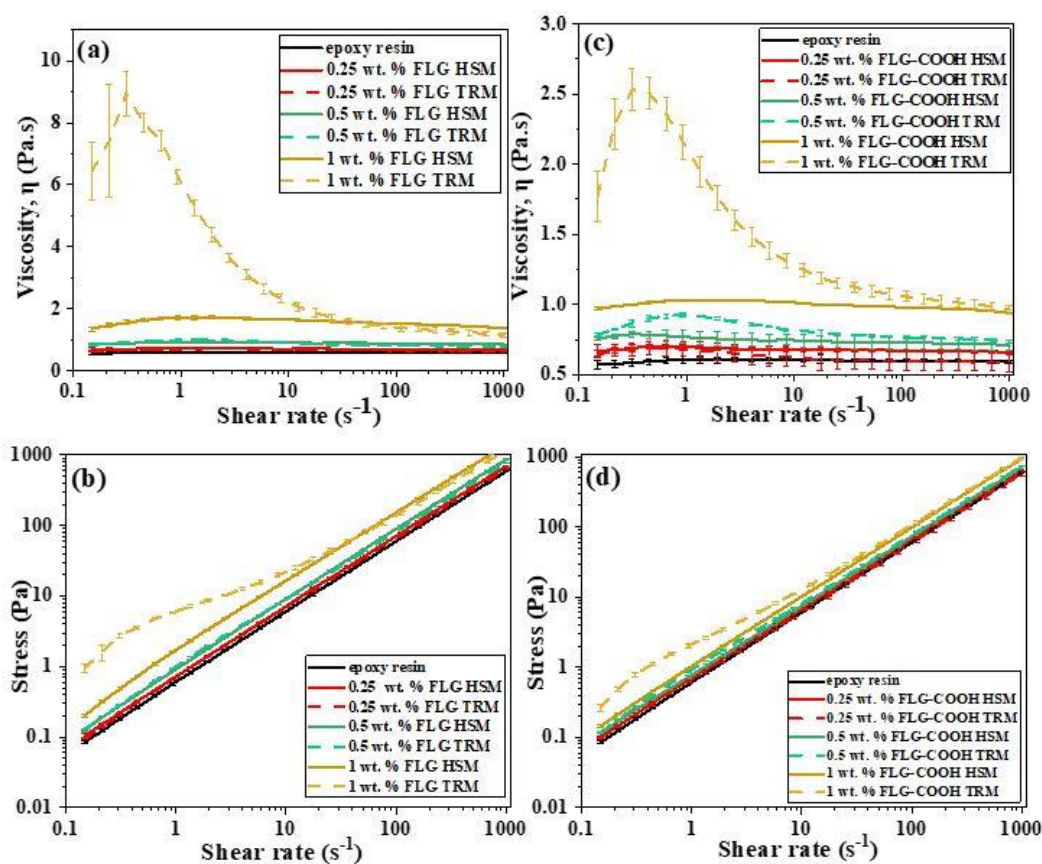 (a)
epoxy resin
0.25 wt. % FLG HSM
0.25 wt. % FLG TRM
0.5 wt. % FLG HSM
0.5 wt. % FLG TRM
1 wt. % FLG HSM
1 wt. % FLG TRM
Viscosity, η (Pa.s)
10
8
6
4
2
0
0.1
1
10
100
1000
Shear rate (s-1)
(c)
epoxy resin
0.25 wt. % FLG-COOH HSM
0.25 wt. % FLG-COOH TRM
0.5 wt. % FLG-COOH HSM
0.5 wt. % FLG-COOH TRM
1 wt. % FLG-COOH HSM
1 wt. % FLG-COOH TRM
Viscosity, η (Pa.s)
3.0
2.5
2.0
1.5
1.0
0.5
0.1
1
10
100
1000
Shear rate (s-1)
(b)
Stress (Pa)
1000
100
10
1
0.1
0.01
epoxy resin
0.25 wt. % FLG HSM
0.25 wt. % FLG TRM
0.5 wt. % FLG HSM
0.5 wt. % FLG TRM
1 wt. % FLG HSM
1 wt. % FLG TRM
0.1
1
10
100
1000
Shear rate (s-1)
(d)
Stress (Pa)
1000
100
10
1
0.1
0.01
epoxy resin
0.25 wt. % FLG-COOH HSM
0.25 wt. % FLG-COOH TRM
0.5 wt. % FLG-COOH HSM
0.5 wt. % FLG-COOH TRM
1 wt. % FLG-COOH HSM
1 wt. % FLG-COOH TRM
0.1
1
10
100
1000
Shear rate (s-1)